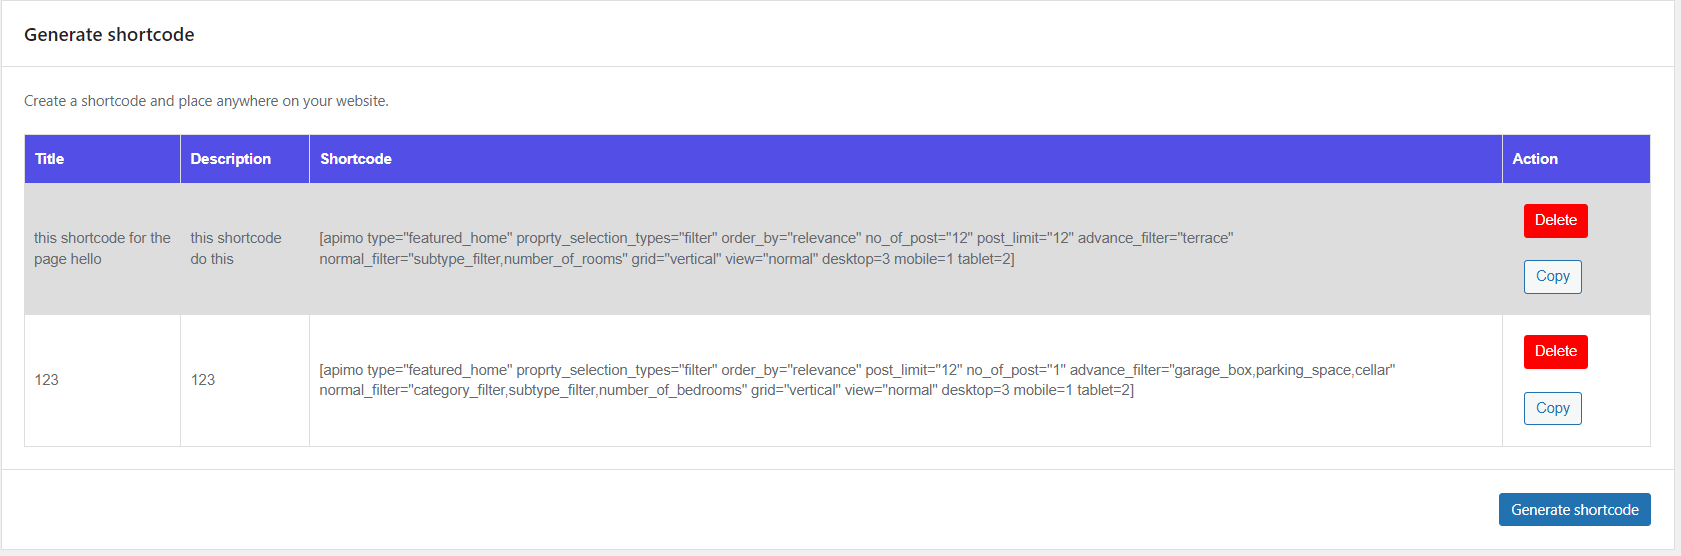 Generate shortcode
Create a shortcode and place anywhere on your website.
Title Description Shortcode Action
this shortcode for the
page hello
this shortcode
do this
[apimo type="featured_home" proprty_selection_types="filter" order_by="relevance" no_of_post="12" post_limit="12" advance_filter="terrace"
normal_filter="subtype_filter,number_of_rooms" grid="vertical" view="normal" desktop=3 mobile=1 tablet=2]
Delete
Copy
123
123
[apimo type="featured_home" proprty_selection_types="filter" order_by="relevance" post_limit="12" no_of_post="1" advance_filter="garage_box,parking_space,cellar"
normal_filter="category_filter,subtype_filter,number_of_bedrooms" grid="vertical" view="normal" desktop=3 mobile=1 tablet=2]
Delete
Copy
Generate shortcode